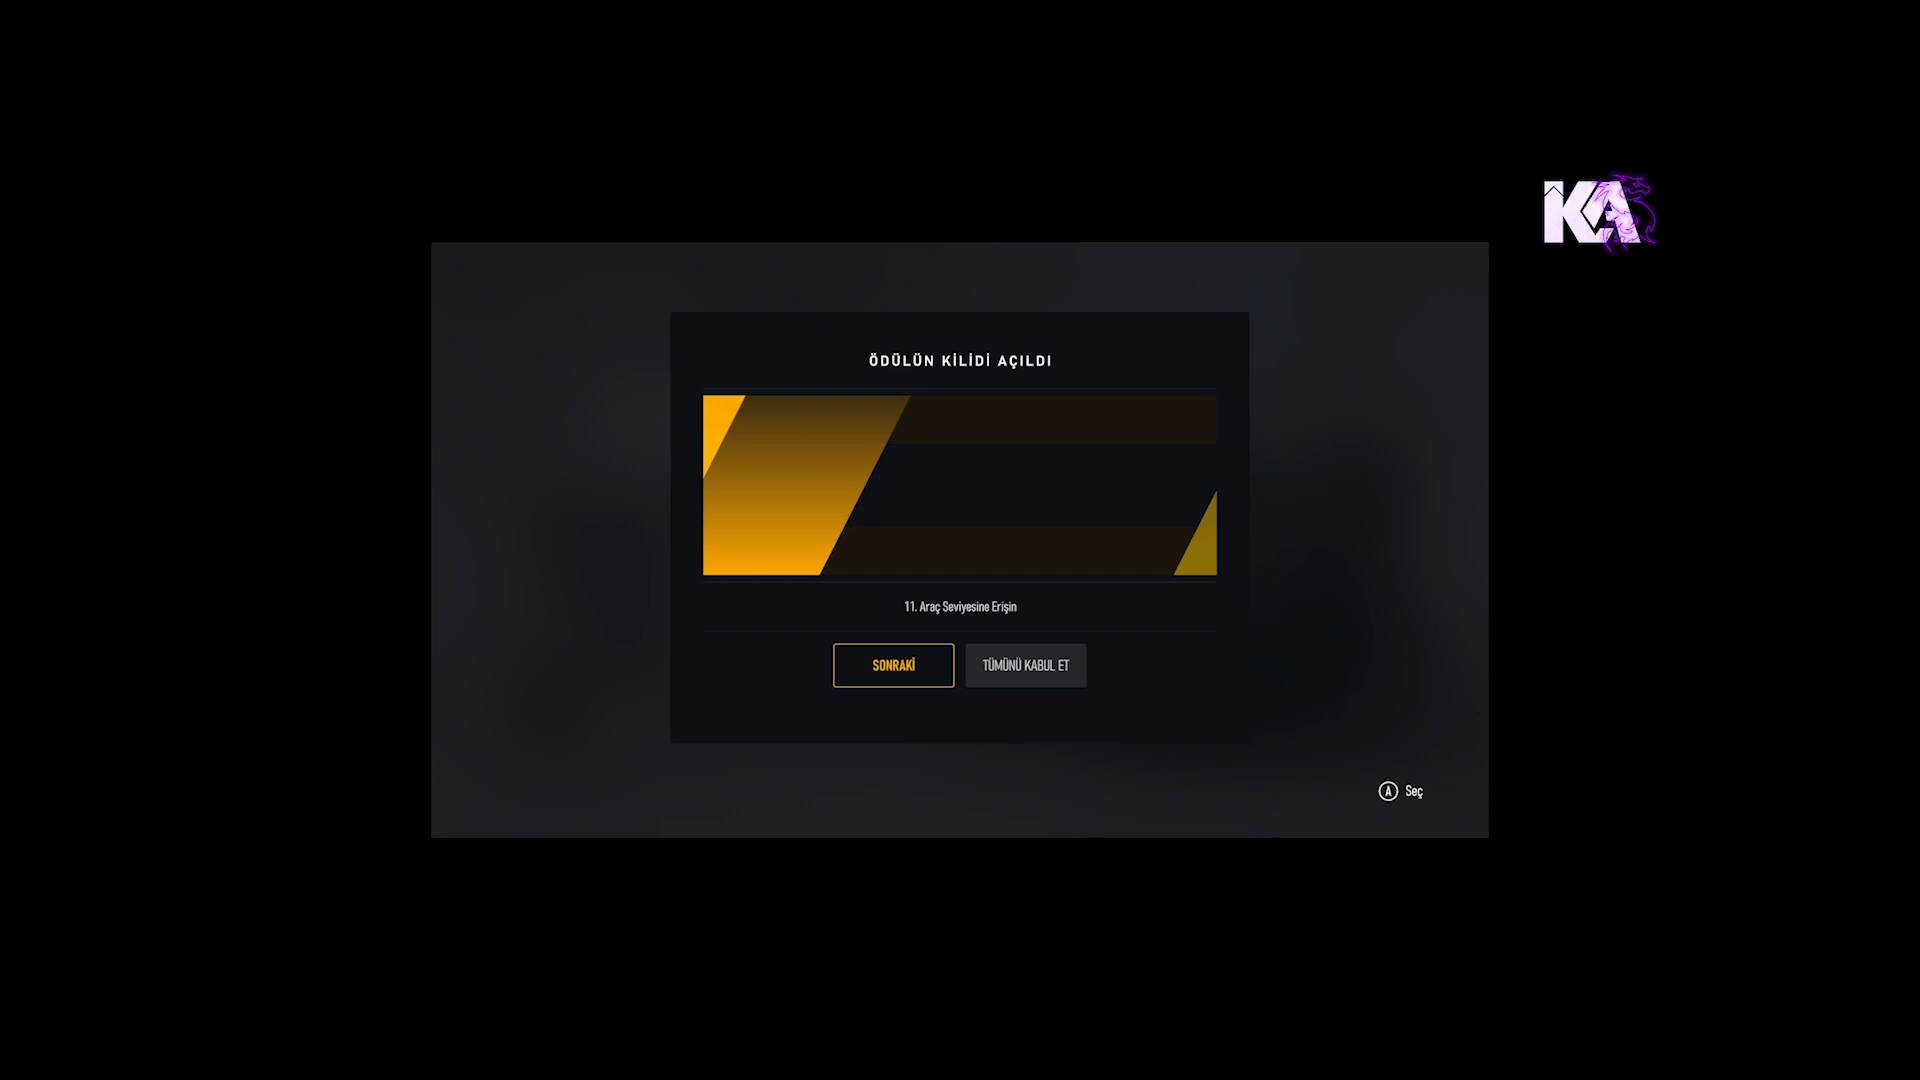 KA
ÖDÜLÜN KİLİDİ AÇILDI
11. Araç Seviyesine Erişin
SONRAKİ
TÜMÜNÜ KABUL ET
A Seç